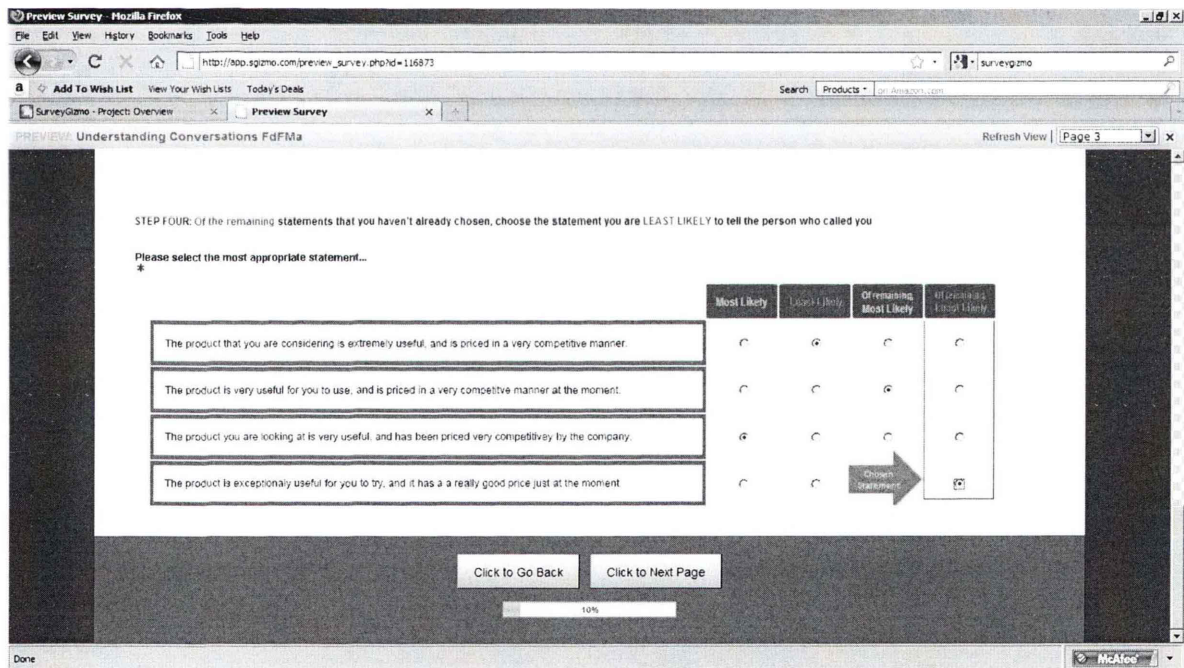 Preview Survey - Mozilla Firefox
File Edit View History Bookmarks Tools Help
http://app.sgizmo.com/preview_survey.php?id=116873
surveygizmo
a Add To Wish List View Your Wish Lists Today's Deals Search Products on Amazon.com
SurveyGizmo - Project: Overview Preview Survey
PREVIEW: Understanding Conversations FdFMa Refresh View | Page 3
STEP FOUR: Of the remaining statements that you haven't already chosen, choose the statement you are LEAST LIKELY to tell the person who called you
Please select the most appropriate statement...
*
Most Likely Least Likely Of remaining, Most Likely Of remaining, Least Likely
The product that you are considering is extremely useful, and is priced in a very competitive manner.
The product is very useful for you to use, and is priced in a very competitve manner at the moment.
The product you are looking at is very useful, and has been priced very competitivey by the company.
The product is exceptionaly useful for you to try, and it has a a really good price just at the moment
Chosen
Statement
Click to Go Back Click to Next Page
10%
Done McAfee